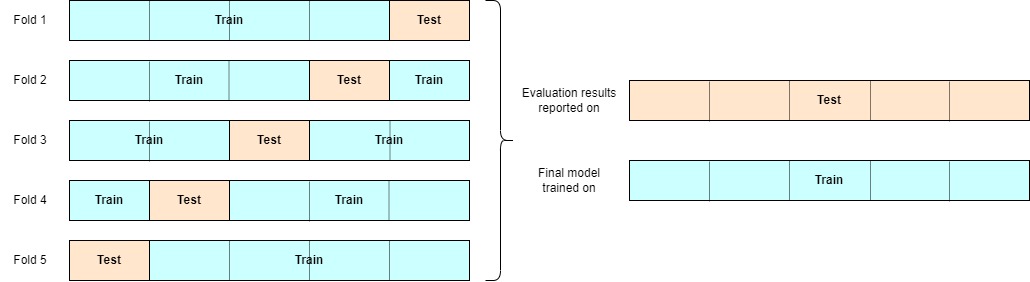 Fold 1
Train
Test
Fold 2
Train
Test
Train
Fold 3
Train
Test
Train
Fold 4
Train
Test
Train
Fold 5
Test
Train
Evaluation results
reported on
Test
Final model
trained on
Train